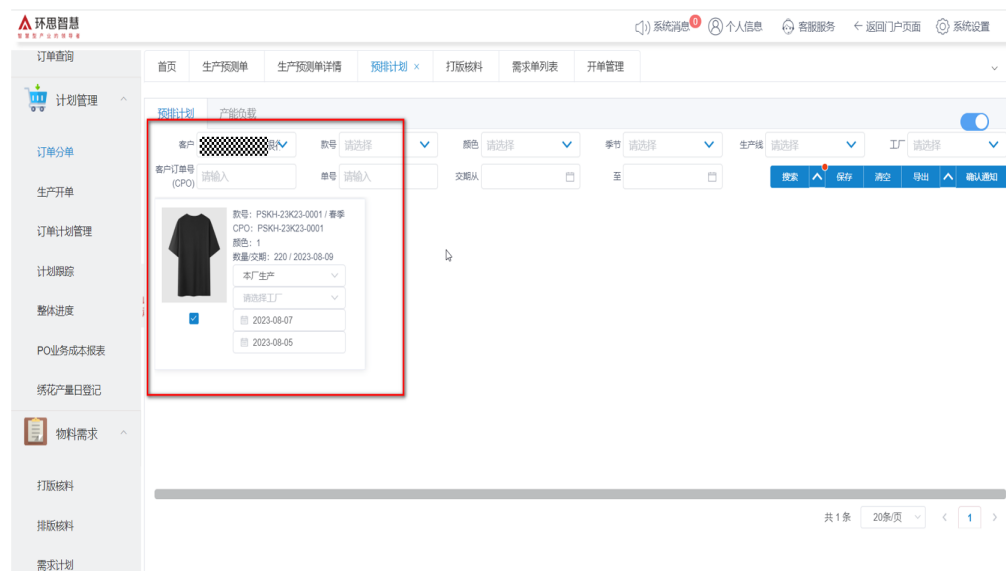 环思智慧
智慧型产业的领导者
系统消息 0 个人信息 客服服务 返回门户页面 系统设置
订单查询
首页 生产预测单 生产预测单详情 预排计划 × 打版核料 需求单列表 开单管理
计划管理
预排计划 产能负载
客户 款号 请选择 颜色 请选择 季节 请选择 生产线 请选择 工厂 请选择
客户订单号(CPO) 请输入 单号 请输入 交期从 至 搜索 保存 清空 导出 确认通知
订单分单
生产开单
订单计划管理
计划跟踪
整体进度
PO业务成本报表
绣花产量日登记
款号：PSKH-23K23-0001 / 春季
CPO：PSKH-23K23-0001
颜色：1
数量/交期：220 / 2023-08-09
本厂生产
请选择工厂
2023-08-07
2023-08-05
物料需求
打版核料
排版核料
需求计划
共 1 条 20条/页 1